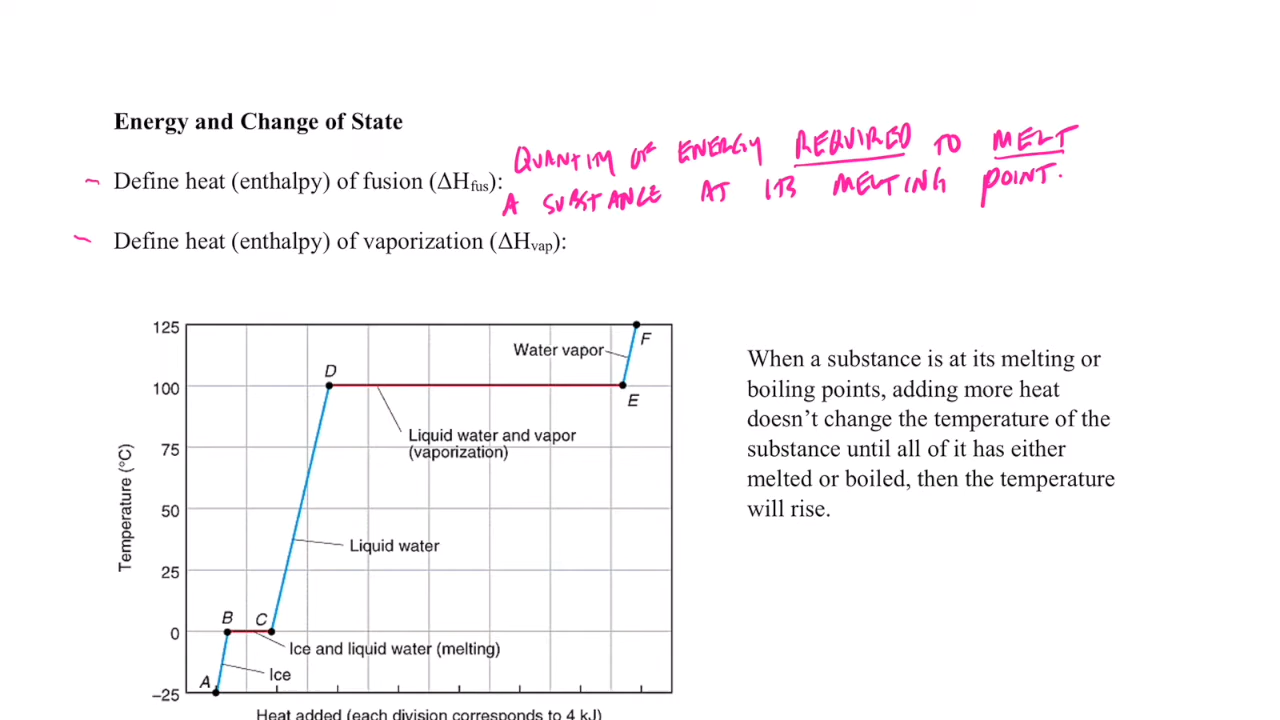 Energy and Change of State
QUANTITY OF ENERGY REQUIRED TO MELT
Define heat (enthalpy) of fusion (ΔHfus):
A SUBSTANCE AT ITS MELTING POINT.
Define heat (enthalpy) of vaporization (ΔHvap):
125
F
Water vapor
D
100
E
Liquid water and vapor
(vaporization)
75
Temperature (°C)
50
Liquid water
25
B
C
0
Ice and liquid water (melting)
Ice
A
−25
Heat added (each division corresponds to 4 kJ)
When a substance is at its melting or
boiling points, adding more heat
doesn’t change the temperature of the
substance until all of it has either
melted or boiled, then the temperature
will rise.